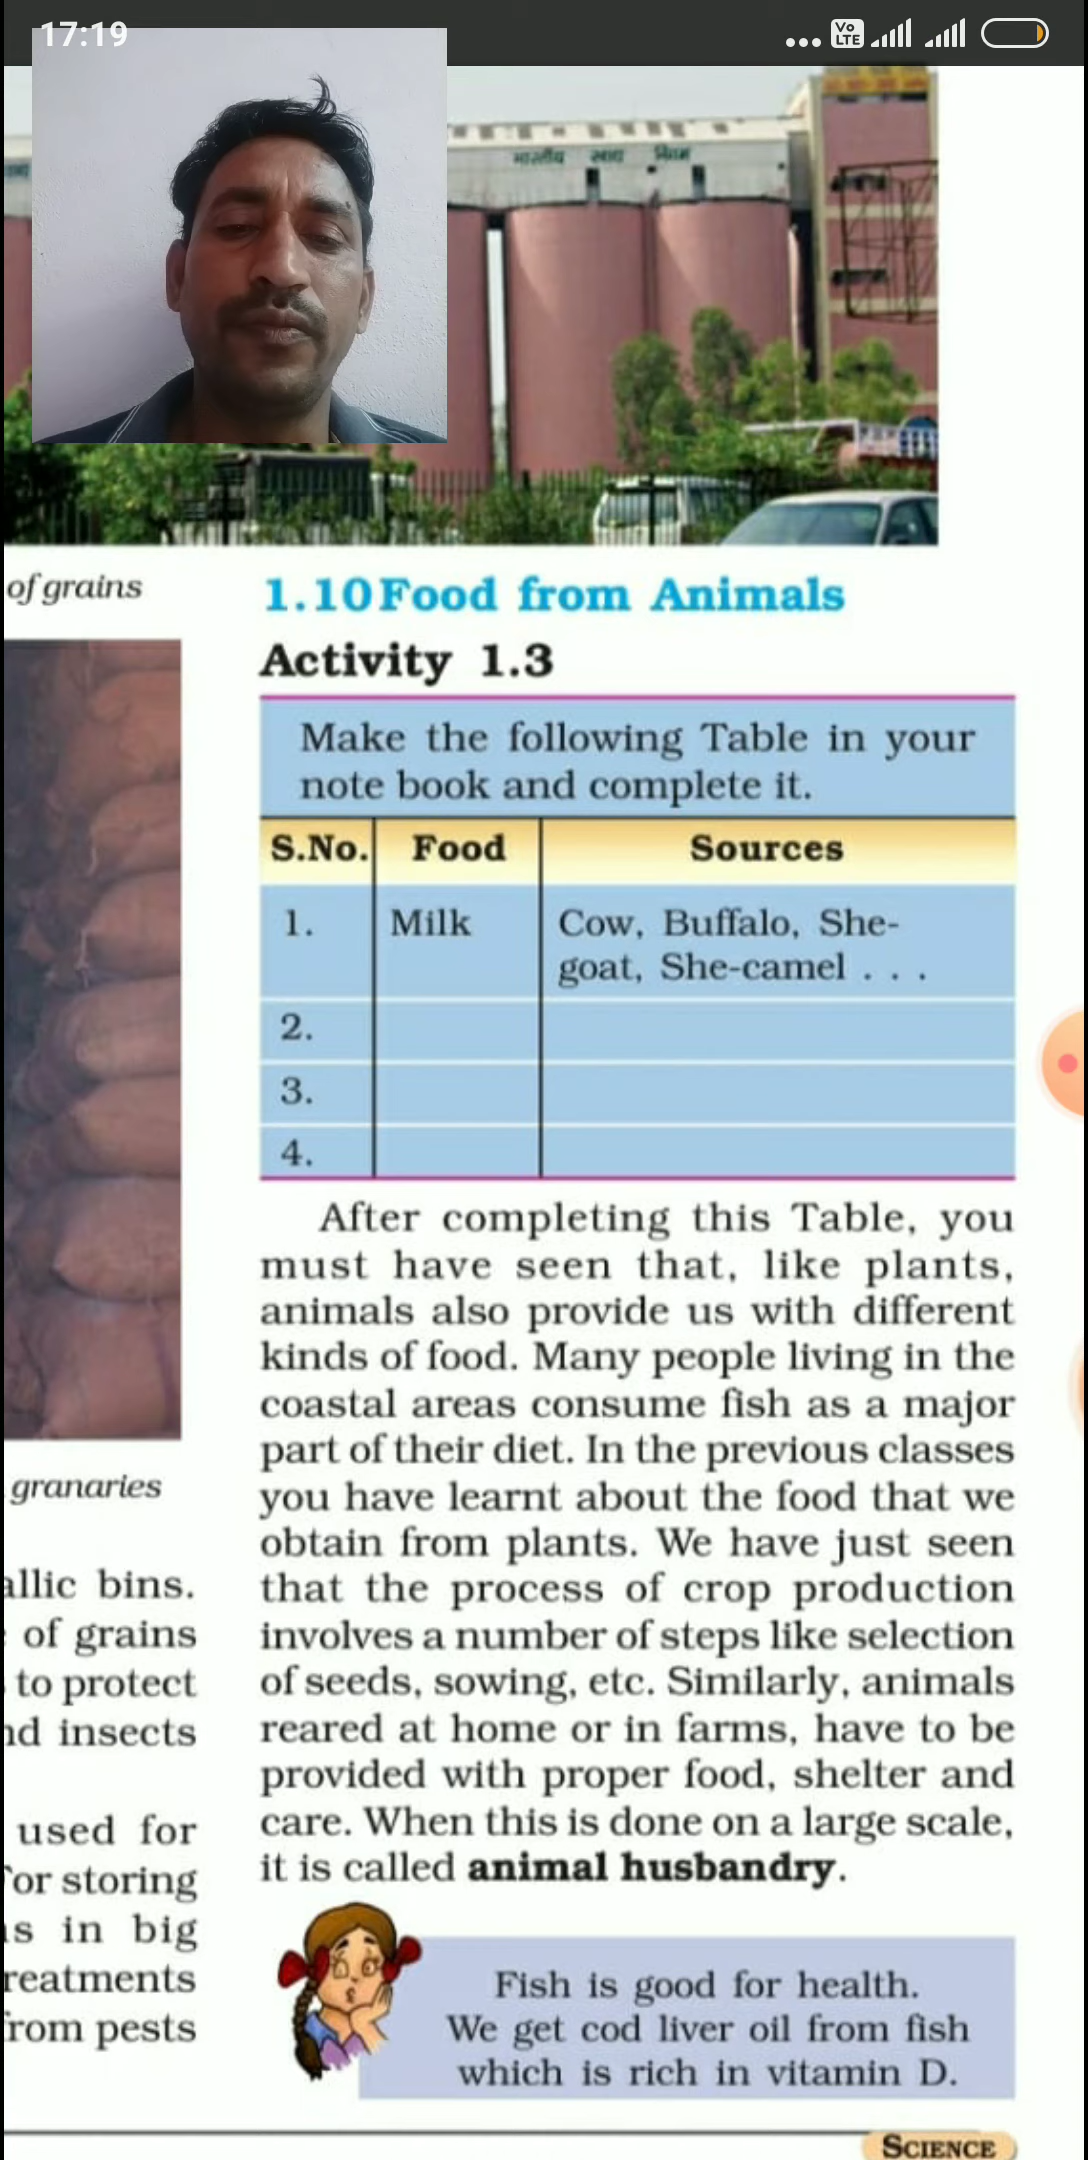 17:19
Vo
LTE
भारतीय खाद्य निगम
of grains
granaries
allic bins.
of grains
to protect
nd insects
used for
for storing
in big
reatments
from pests
1.10 Food from Animals
Activity 1.3
Make the following Table in your
note book and complete it.
S.No. Food Sources
1. Milk Cow, Buffalo, She-
goat, She-camel . . .
2.
3.
4.
After completing this Table, you
must have seen that, like plants,
animals also provide us with different
kinds of food. Many people living in the
coastal areas consume fish as a major
part of their diet. In the previous classes
you have learnt about the food that we
obtain from plants. We have just seen
that the process of crop production
involves a number of steps like selection
of seeds, sowing, etc. Similarly, animals
reared at home or in farms, have to be
provided with proper food, shelter and
care. When this is done on a large scale,
it is called animal husbandry.
Fish is good for health.
We get cod liver oil from fish
which is rich in vitamin D.
SCIENCE